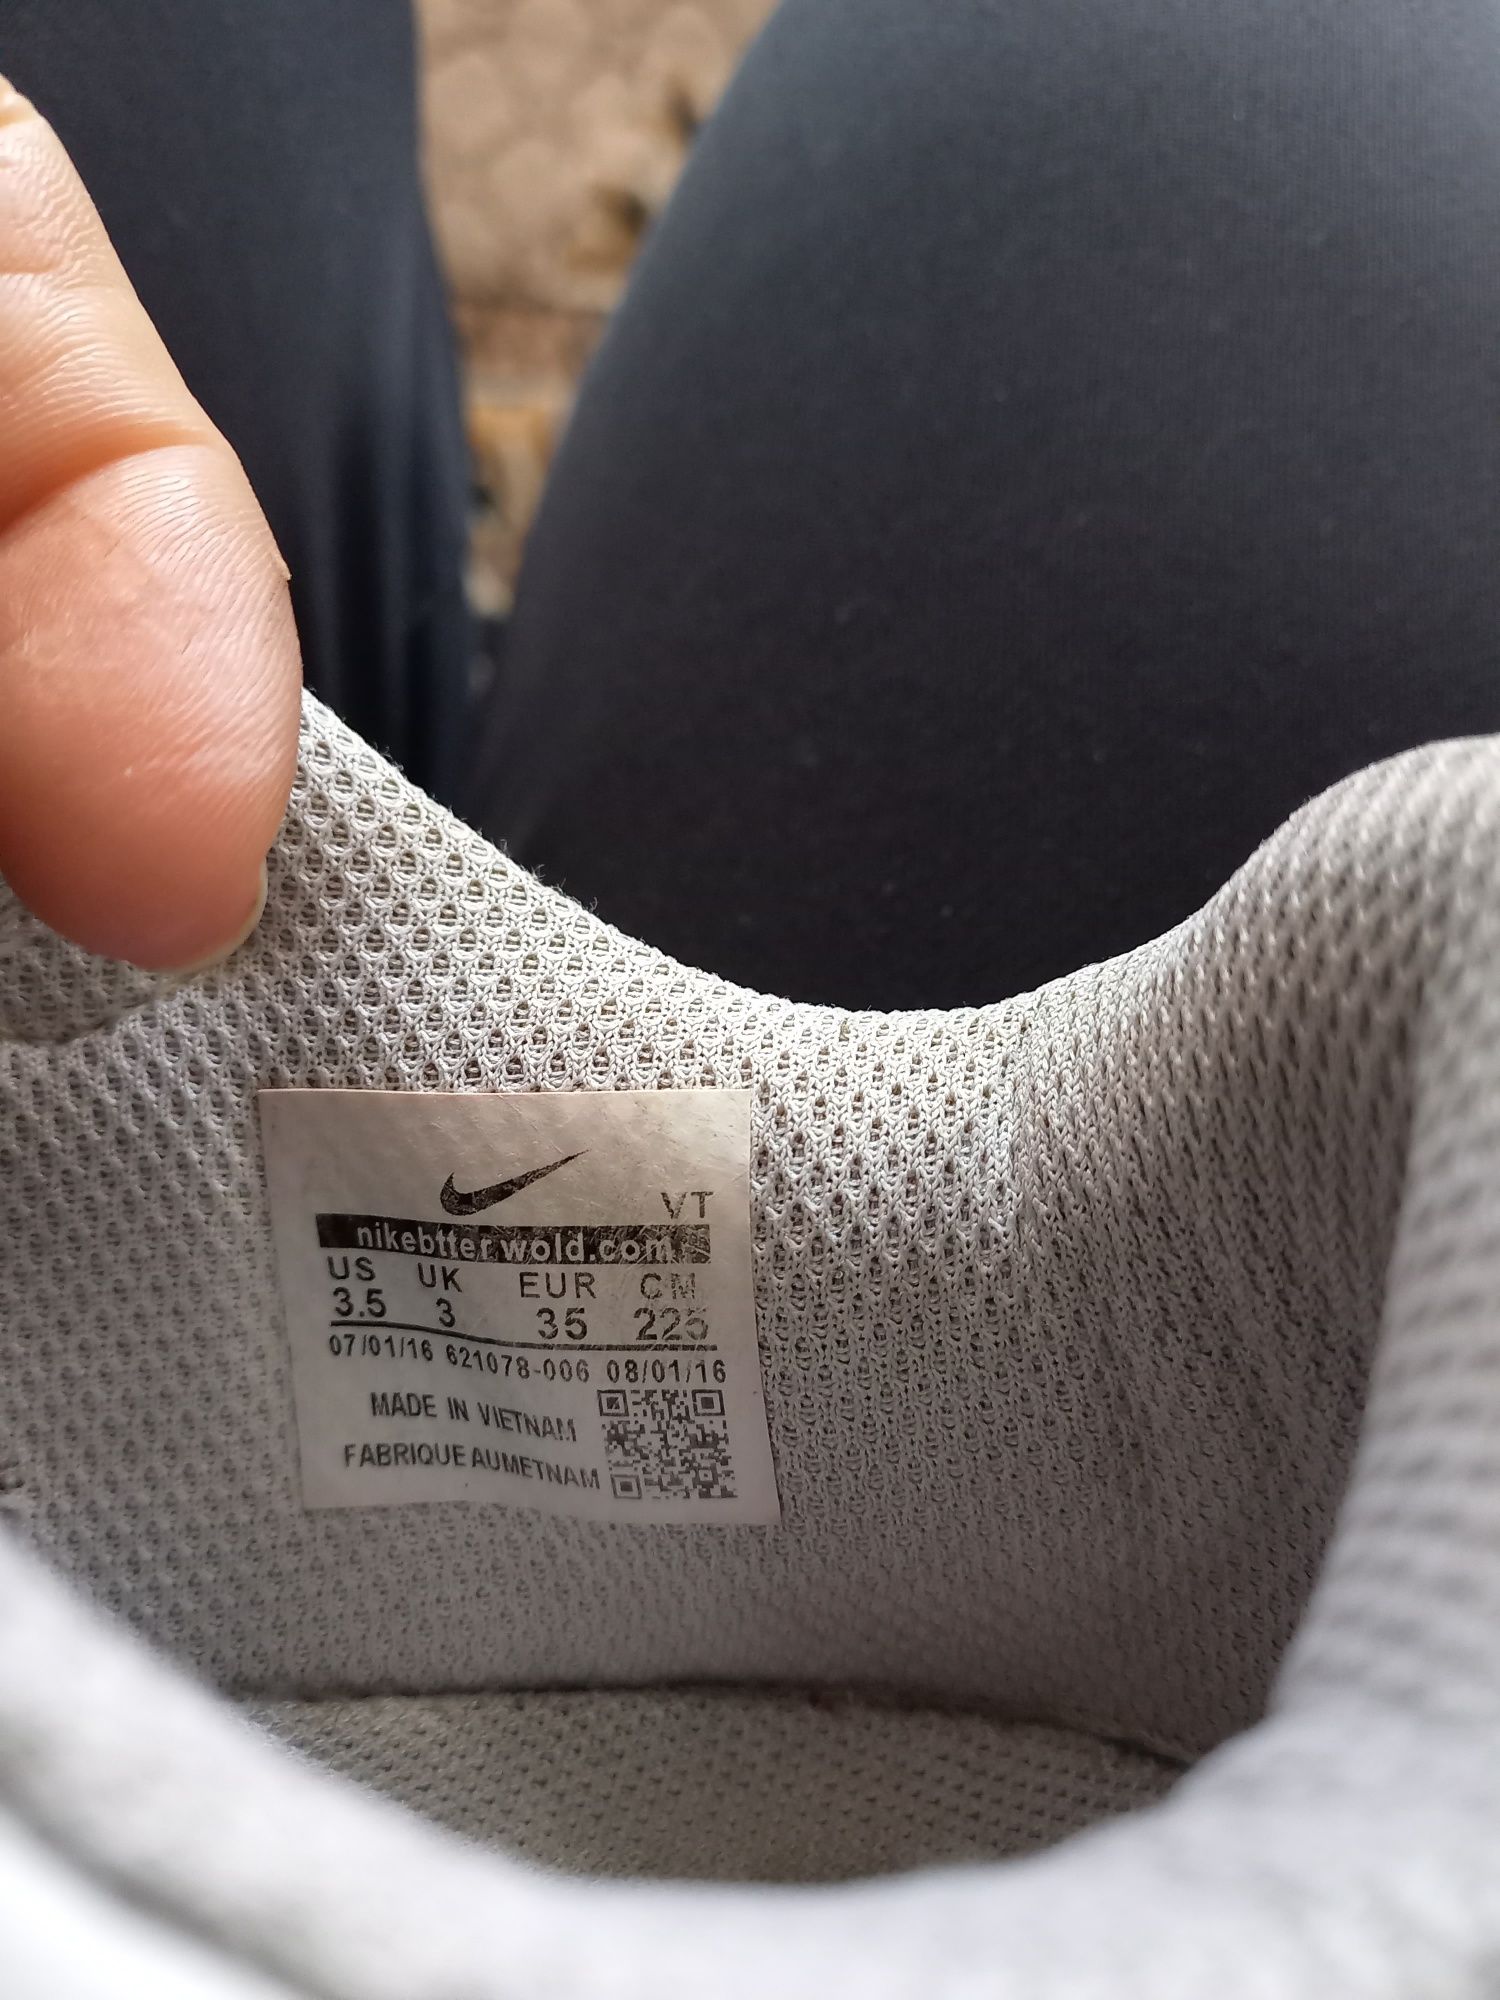 VT
nikebtter wold.com
US UK EUR CM
3.5 3 35 225
07/01/16 621078-006 08/01/16
MADE IN VIETNAM
FABRIQUE AUMETNAM